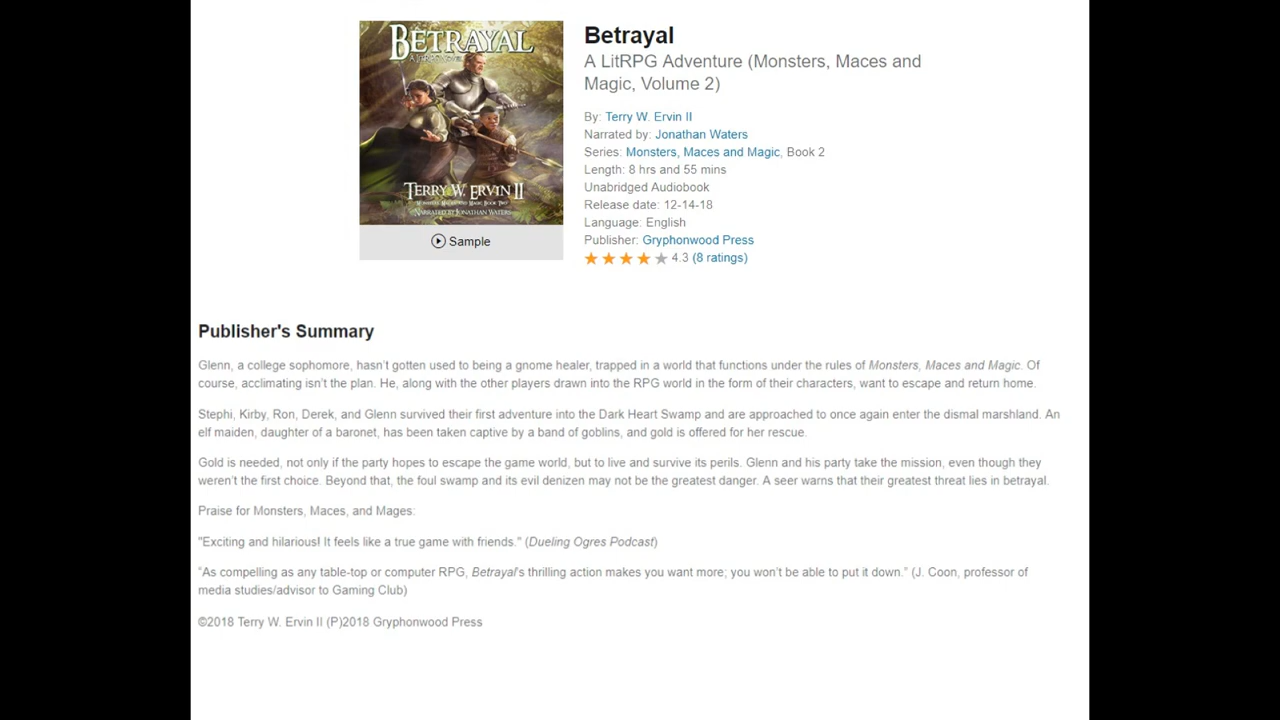 BETRAYAL
A LitRPG Novel
TERRY W. ERVIN II
MONSTERS, MACES AND MAGIC BOOK TWO
NARRATED BY JONATHAN WATERS
Sample
Betrayal
A LitRPG Adventure (Monsters, Maces and
Magic, Volume 2)
By: Terry W. Ervin II
Narrated by: Jonathan Waters
Series: Monsters, Maces and Magic, Book 2
Length: 8 hrs and 55 mins
Unabridged Audiobook
Release date: 12-14-18
Language: English
Publisher: Gryphonwood Press
4.3 (8 ratings)
Publisher's Summary
Glenn, a college sophomore, hasn’t gotten used to being a gnome healer, trapped in a world that functions under the rules of Monsters, Maces and Magic. Of
course, acclimating isn’t the plan. He, along with the other players drawn into the RPG world in the form of their characters, want to escape and return home.
Stephi, Kirby, Ron, Derek, and Glenn survived their first adventure into the Dark Heart Swamp and are approached to once again enter the dismal marshland. An
elf maiden, daughter of a baronet, has been taken captive by a band of goblins, and gold is offered for her rescue.
Gold is needed, not only if the party hopes to escape the game world, but to live and survive its perils. Glenn and his party take the mission, even though they
weren’t the first choice. Beyond that, the foul swamp and its evil denizen may not be the greatest danger. A seer warns that their greatest threat lies in betrayal.
Praise for Monsters, Maces, and Mages:
"Exciting and hilarious! It feels like a true game with friends." (Dueling Ogres Podcast)
“As compelling as any table-top or computer RPG, Betrayal’s thrilling action makes you want more; you won’t be able to put it down.” (J. Coon, professor of
media studies/advisor to Gaming Club)
©2018 Terry W. Ervin II (P)2018 Gryphonwood Press